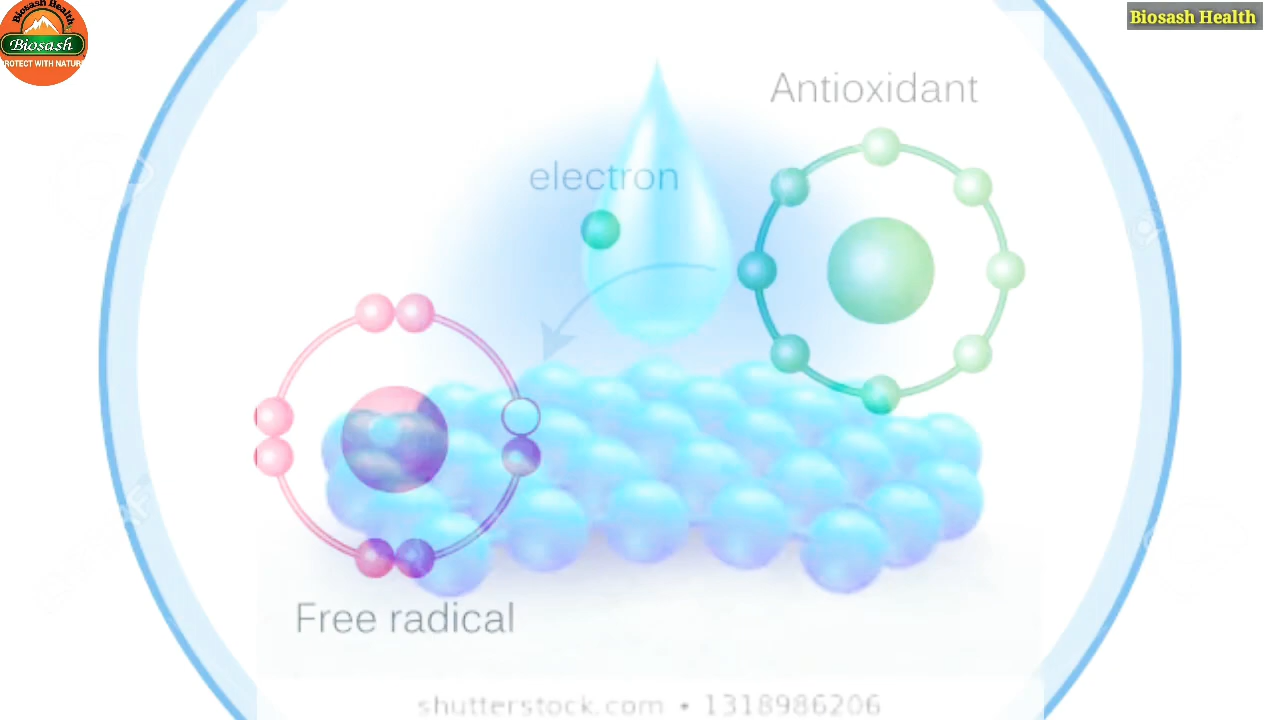 Biosash Health
Biosash
PROTECT WITH NATURE
Biosash Health
Antioxidant
electron
Free radical
shutterstock.com • 1318986206